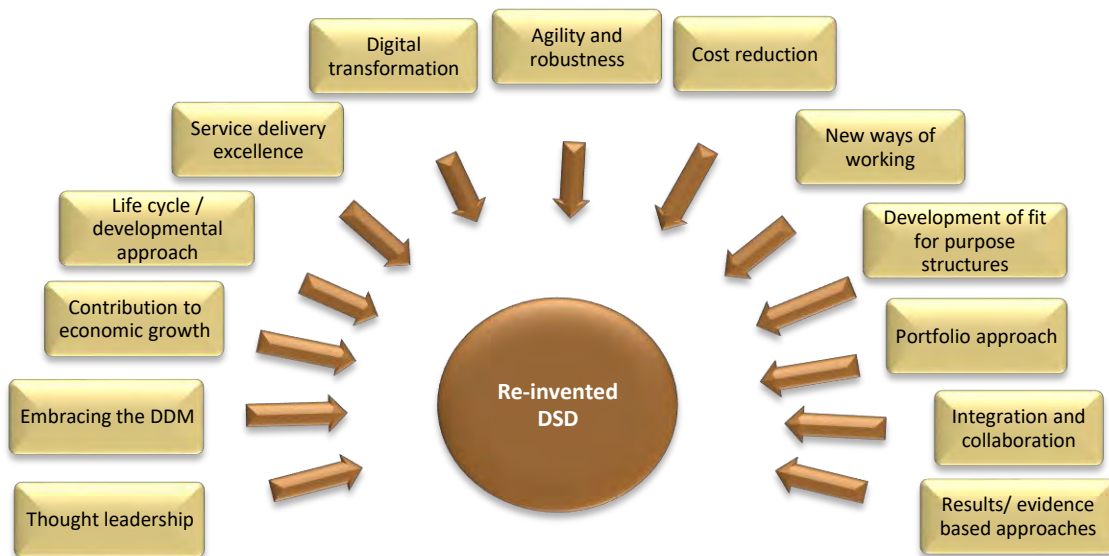 Digital
transformation
Agility and
robustness
Cost reduction
Service delivery
excellence
New ways of
working
Life cycle /
developmental
approach
Development of fit
for purpose
structures
Contribution to
economic growth
Portfolio approach
Embracing the DDM
Integration and
collaboration
Thought leadership
Results/ evidence
based approaches
Re-invented
DSD